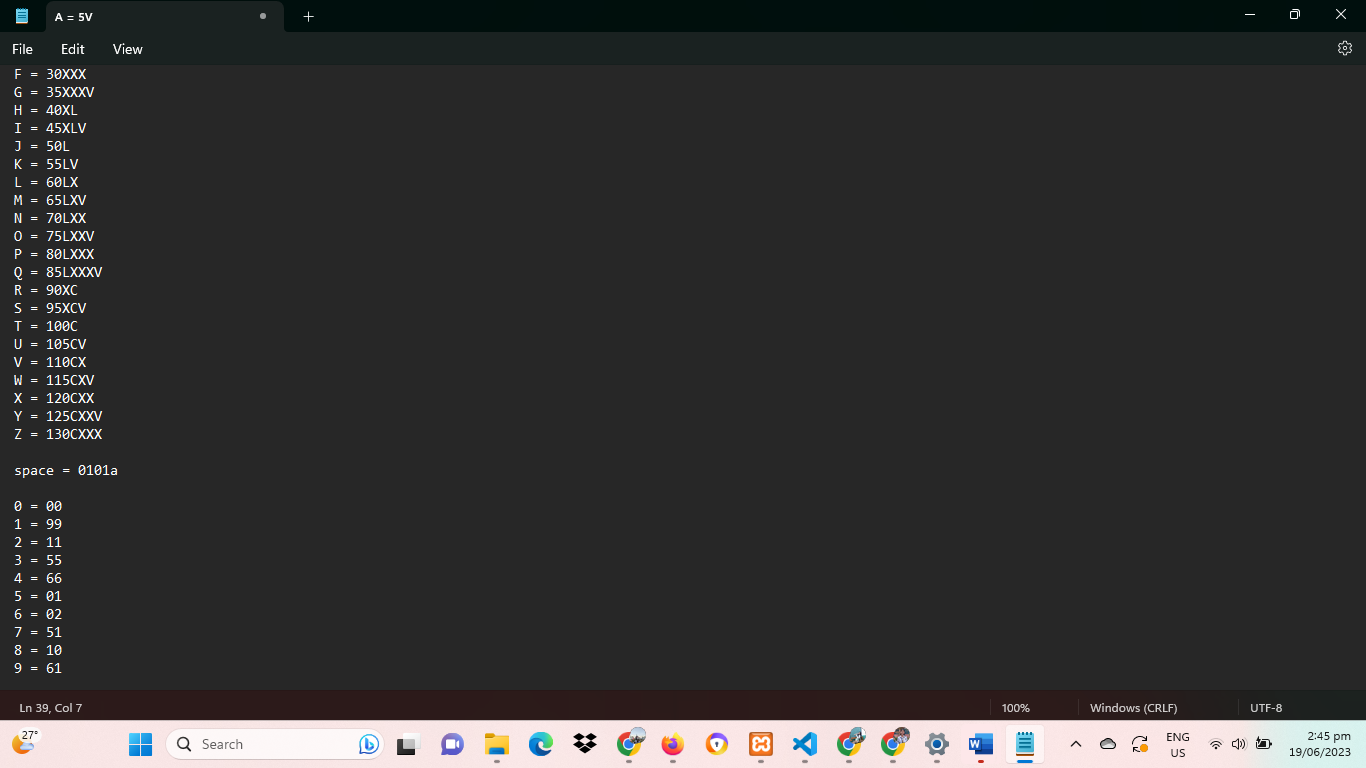 A = 5V
File Edit View
F = 30XXX
G = 35XXXV
H = 40XL
I = 45XLV
J = 50L
K = 55LV
L = 60LX
M = 65LXV
N = 70LXX
O = 75LXXV
P = 80LXXX
Q = 85LXXXV
R = 90XC
S = 95XCV
T = 100C
U = 105CV
V = 110CX
W = 115CXV
X = 120CXX
Y = 125CXXV
Z = 130CXXX
space = 0101a
0 = 00
1 = 99
2 = 11
3 = 55
4 = 66
5 = 01
6 = 02
7 = 51
8 = 10
9 = 61
Ln 39, Col 7 100% Windows (CRLF) UTF-8
27° Search ENG US 2:45 pm
19/06/2023